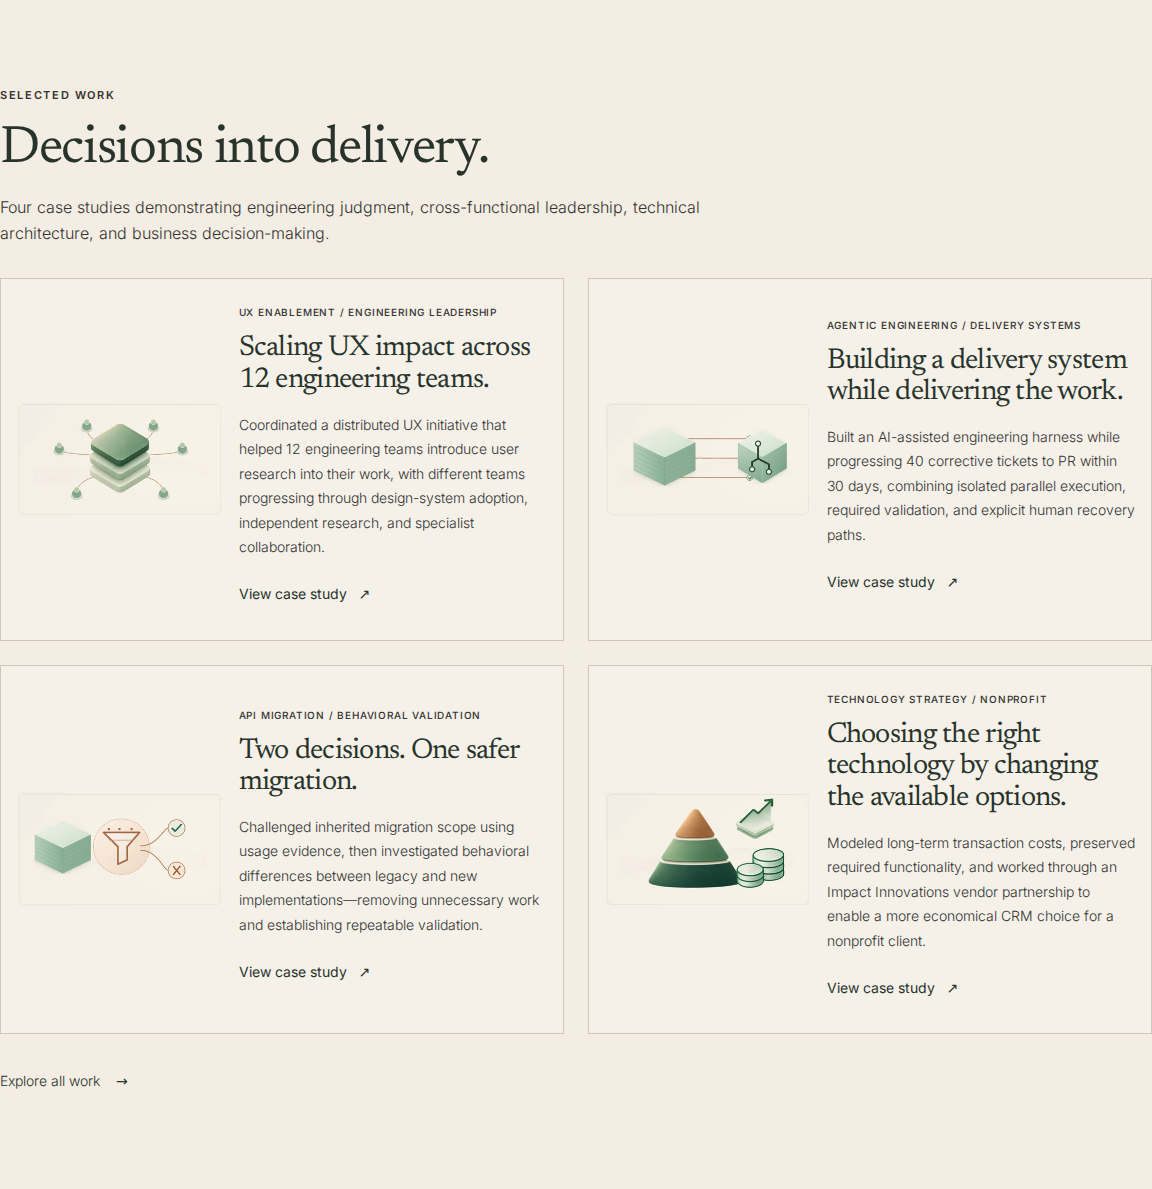 SELECTED WORK
Decisions into delivery.
Four case studies demonstrating engineering judgment, cross-functional leadership, technical
architecture, and business decision-making.
UX ENABLEMENT / ENGINEERING LEADERSHIP
Scaling UX impact across
12 engineering teams.
Coordinated a distributed UX initiative that
helped 12 engineering teams introduce user
research into their work, with different teams
progressing through design-system adoption,
independent research, and specialist
collaboration.
View case study ↗
AGENTIC ENGINEERING / DELIVERY SYSTEMS
Building a delivery system
while delivering the work.
Built an AI-assisted engineering harness while
progressing 40 corrective tickets to PR within
30 days, combining isolated parallel execution,
required validation, and explicit human recovery
paths.
View case study ↗
API MIGRATION / BEHAVIORAL VALIDATION
Two decisions. One safer
migration.
Challenged inherited migration scope using
usage evidence, then investigated behavioral
differences between legacy and new
implementations—removing unnecessary work
and establishing repeatable validation.
View case study ↗
TECHNOLOGY STRATEGY / NONPROFIT
Choosing the right
technology by changing
the available options.
Modeled long-term transaction costs, preserved
required functionality, and worked through an
Impact Innovations vendor partnership to
enable a more economical CRM choice for a
nonprofit client.
View case study ↗
Explore all work →